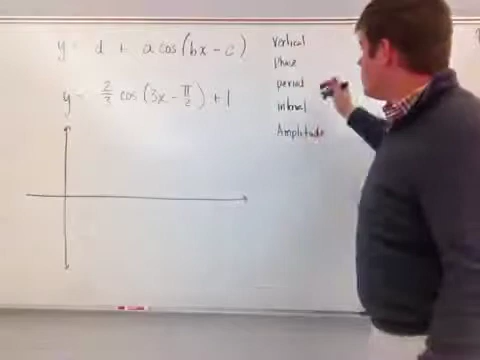 y = d + a cos(bx - c)
y = 2/3 cos(3x - π/2) + 1
vertical
phase
period
interval
Amplitude